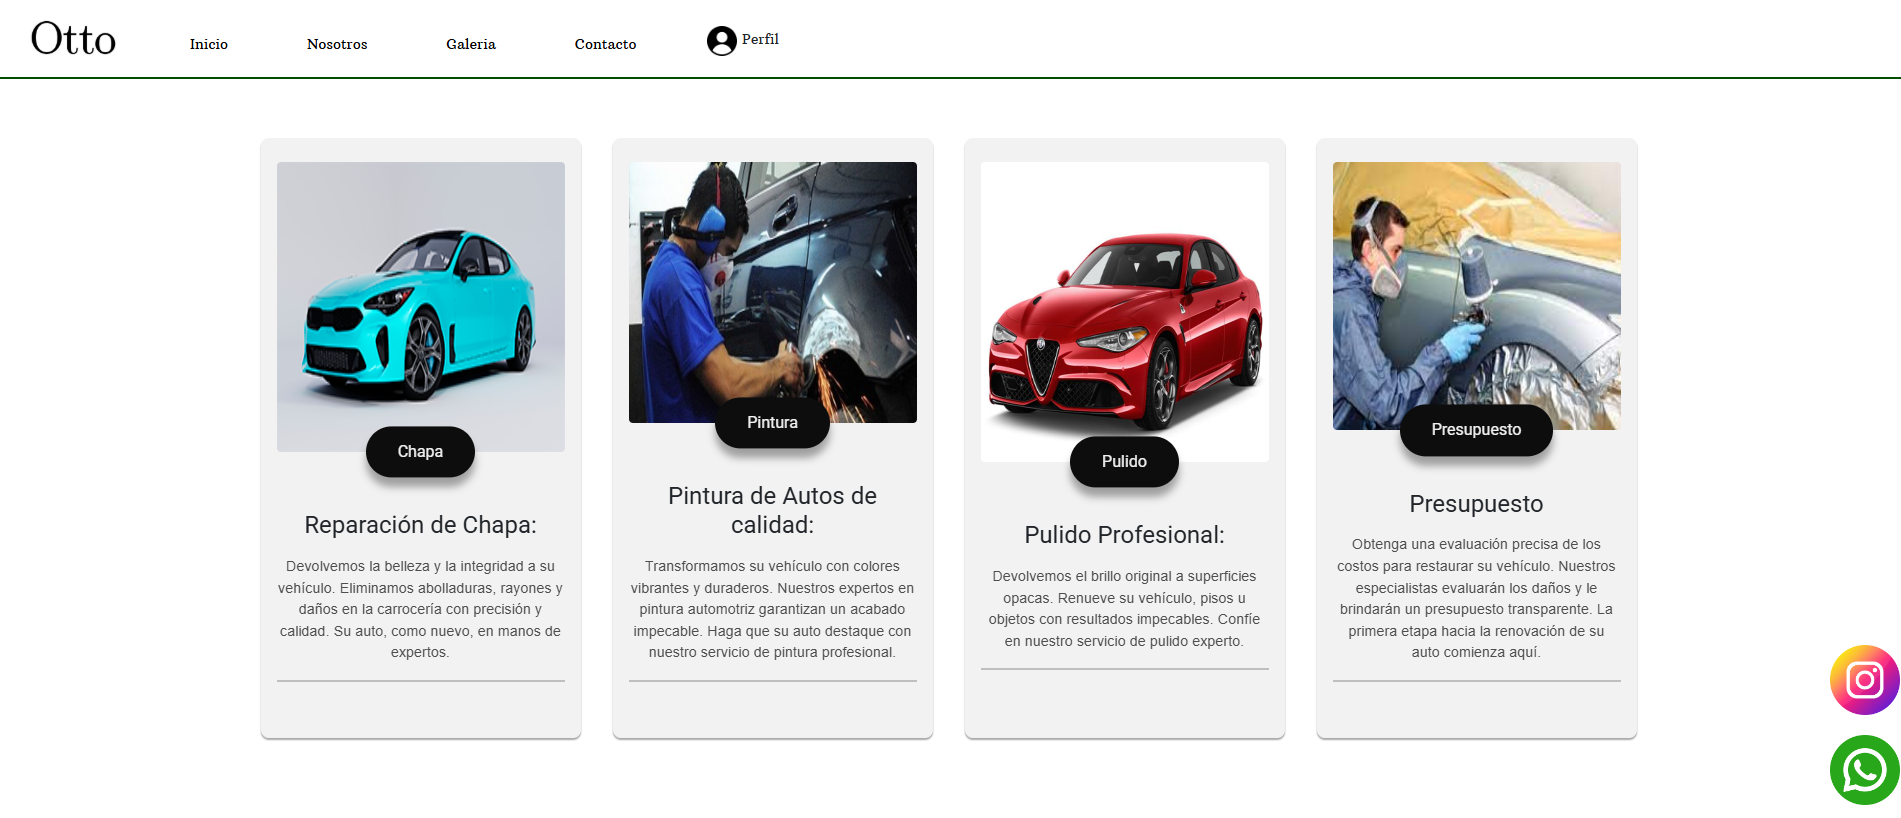 Otto
Inicio
Nosotros
Galeria
Contacto
Perfil
Chapa
Reparación de Chapa:
Devolvemos la belleza y la integridad a su
vehículo. Eliminamos abolladuras, rayones y
daños en la carrocería con precisión y
calidad. Su auto, como nuevo, en manos de
expertos.
Pintura
Pintura de Autos de
calidad:
Transformamos su vehículo con colores
vibrantes y duraderos. Nuestros expertos en
pintura automotriz garantizan un acabado
impecable. Haga que su auto destaque con
nuestro servicio de pintura profesional.
Pulido
Pulido Profesional:
Devolvemos el brillo original a superficies
opacas. Renueve su vehículo, pisos u
objetos con resultados impecables. Confíe
en nuestro servicio de pulido experto.
Presupuesto
Presupuesto
Obtenga una evaluación precisa de los
costos para restaurar su vehículo. Nuestros
especialistas evaluarán los daños y le
brindarán un presupuesto transparente. La
primera etapa hacia la renovación de su
auto comienza aquí.